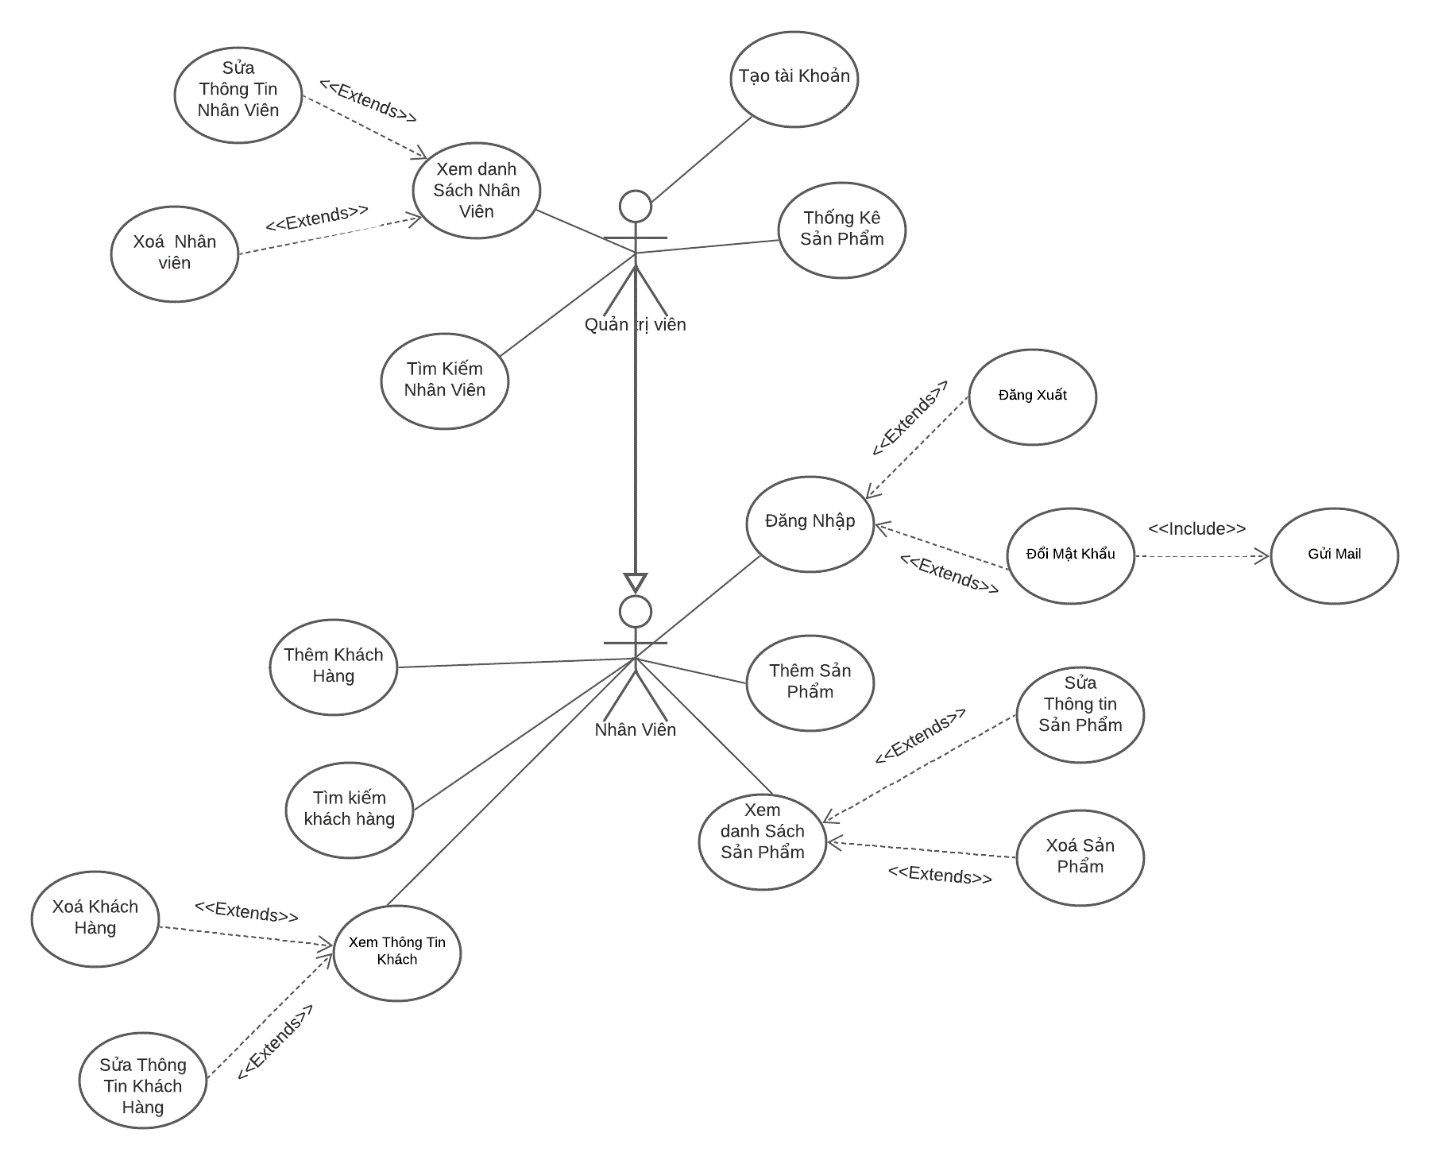 Tạo tài Khoản
Sửa
Thông Tin
Nhân Viên
<<Extends>>
Xem danh
Sách Nhân
Viên
<<Extends>>
Xoá Nhân
viên
Thống Kê
Sản Phẩm
Quản trị viên
Tìm Kiếm
Nhân Viên
Đăng Xuất
<<Extends>>
Đăng Nhập
<<Include>>
Đổi Mật Khẩu
Gửi Mail
<<Extends>>
Thêm Khách
Hàng
Thêm Sản
Phẩm
Nhân Viên
Sửa
Thông tin
Sản Phẩm
<<Extends>>
Tìm kiếm
khách hàng
Xem
danh Sách
Sản Phẩm
Xoá Sản
Phẩm
<<Extends>>
Xoá Khách
Hàng
<<Extends>>
Xem Thông Tin
Khách
<<Extends>>
Sửa Thông
Tin Khách
Hàng